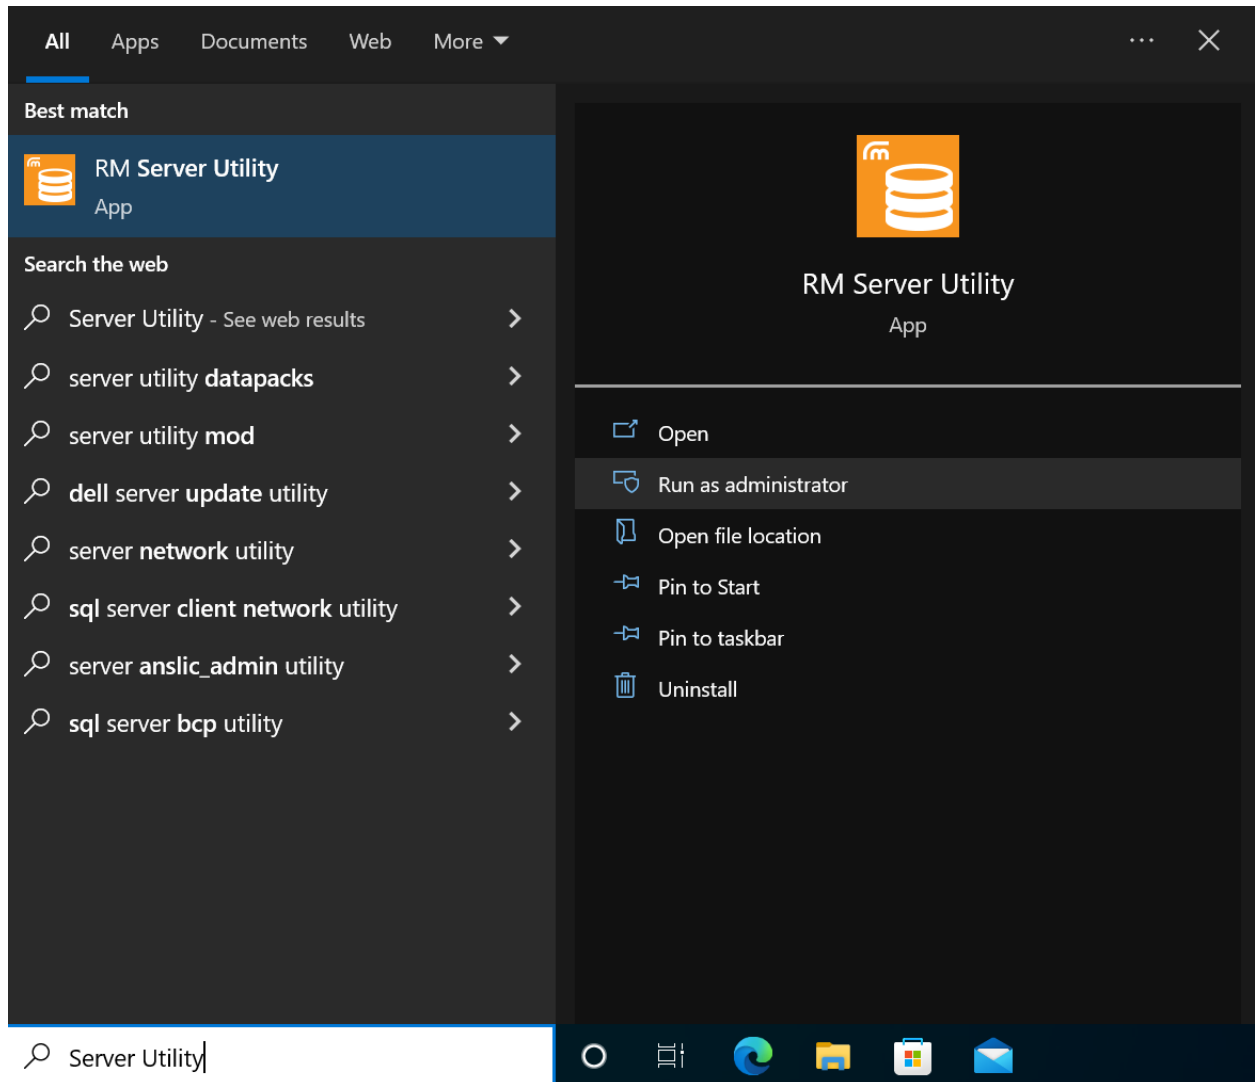 All Apps Documents Web More
Best match
RM Server Utility
App
Search the web
Server Utility - See web results
server utility datapacks
server utility mod
dell server update utility
server network utility
sql server client network utility
server anslic_admin utility
sql server bcp utility
RM Server Utility
App
Open
Run as administrator
Open file location
Pin to Start
Pin to taskbar
Uninstall
Server Utility